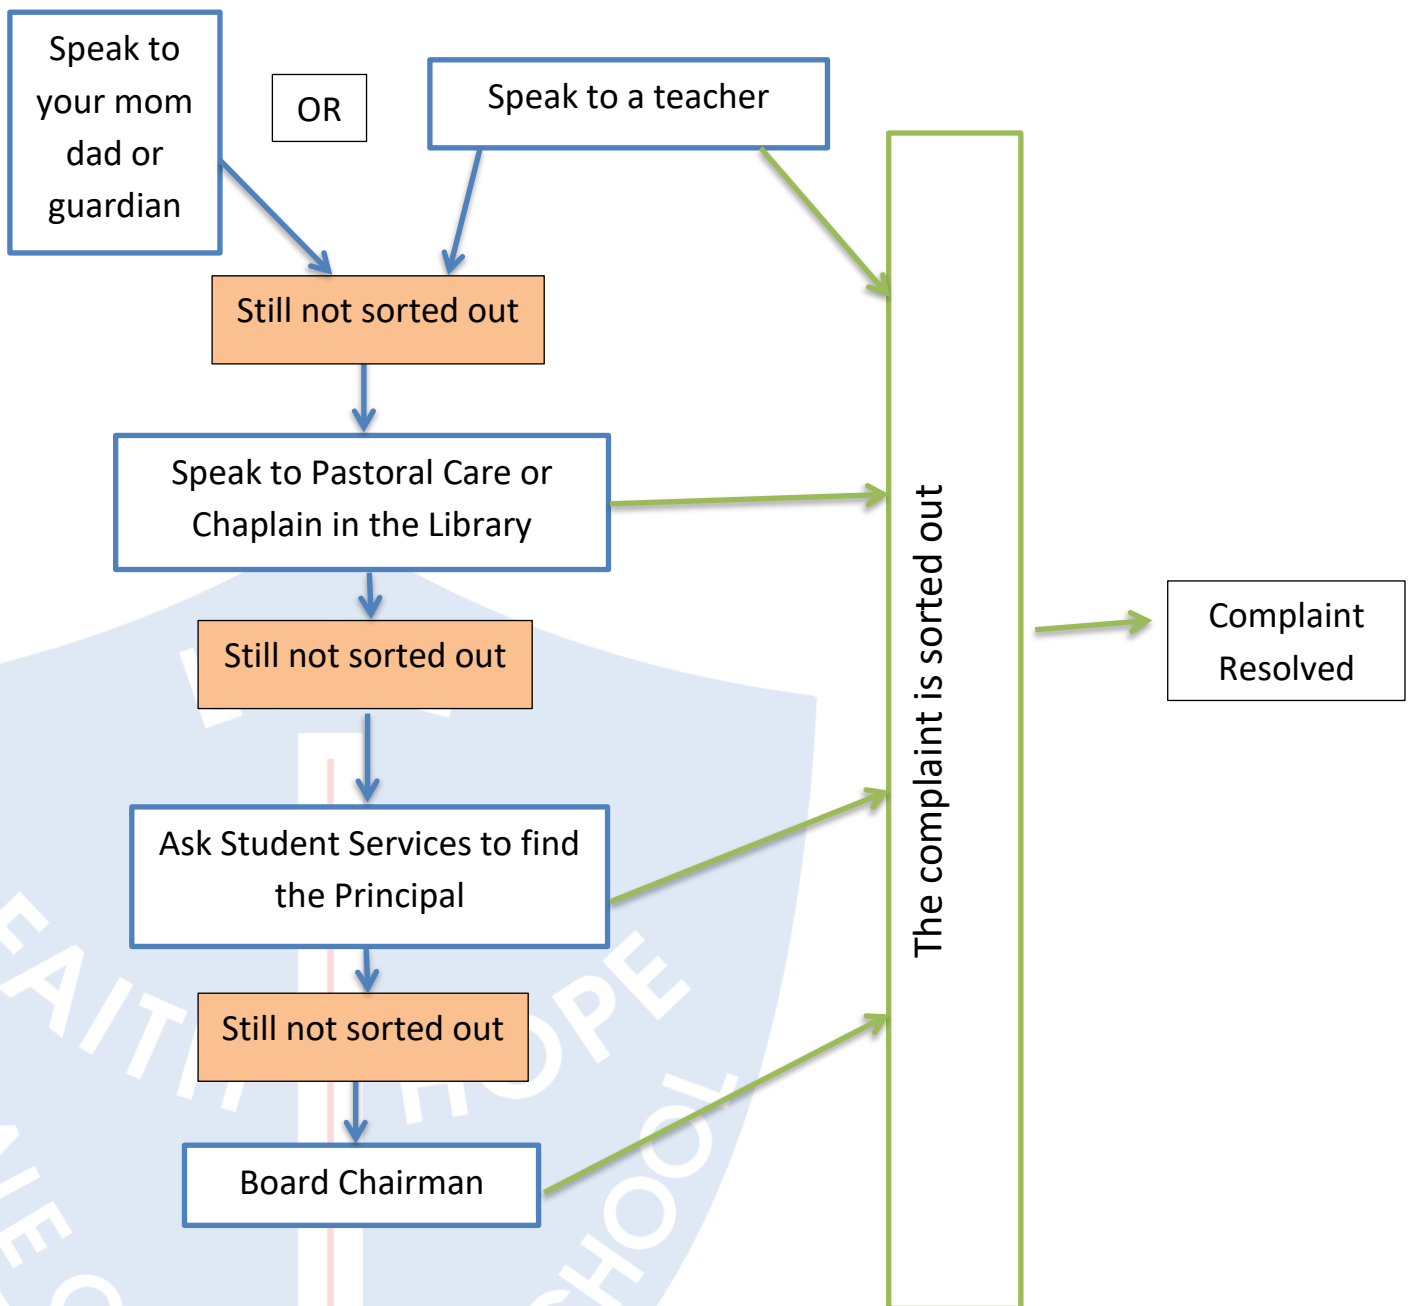 Speak to
your mom
dad or
guardian
OR
Speak to a teacher
Still not sorted out
Speak to Pastoral Care or
Chaplain in the Library
Still not sorted out
Ask Student Services to find
the Principal
Still not sorted out
Board Chairman
The complaint is sorted out
Complaint
Resolved
FAITH
HOPE